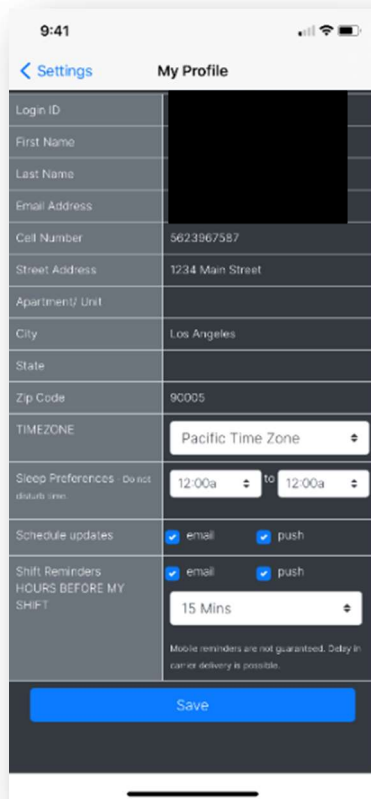 9:41
Settings
My Profile
Login ID
First Name
Last Name
Email Address
Cell Number 5623967587
Street Address 1234 Main Street
Apartment/ Unit
City Los Angeles
State
Zip Code 90005
TIMEZONE Pacific Time Zone
Sleep Preferences - Do not
disturb time. 12:00a to 12:00a
Schedule updates email push
Shift Reminders email push
HOURS BEFORE MY
SHIFT 15 Mins
Mobile reminders are not guaranteed. Delay in
carrier delivery is possible.
Save